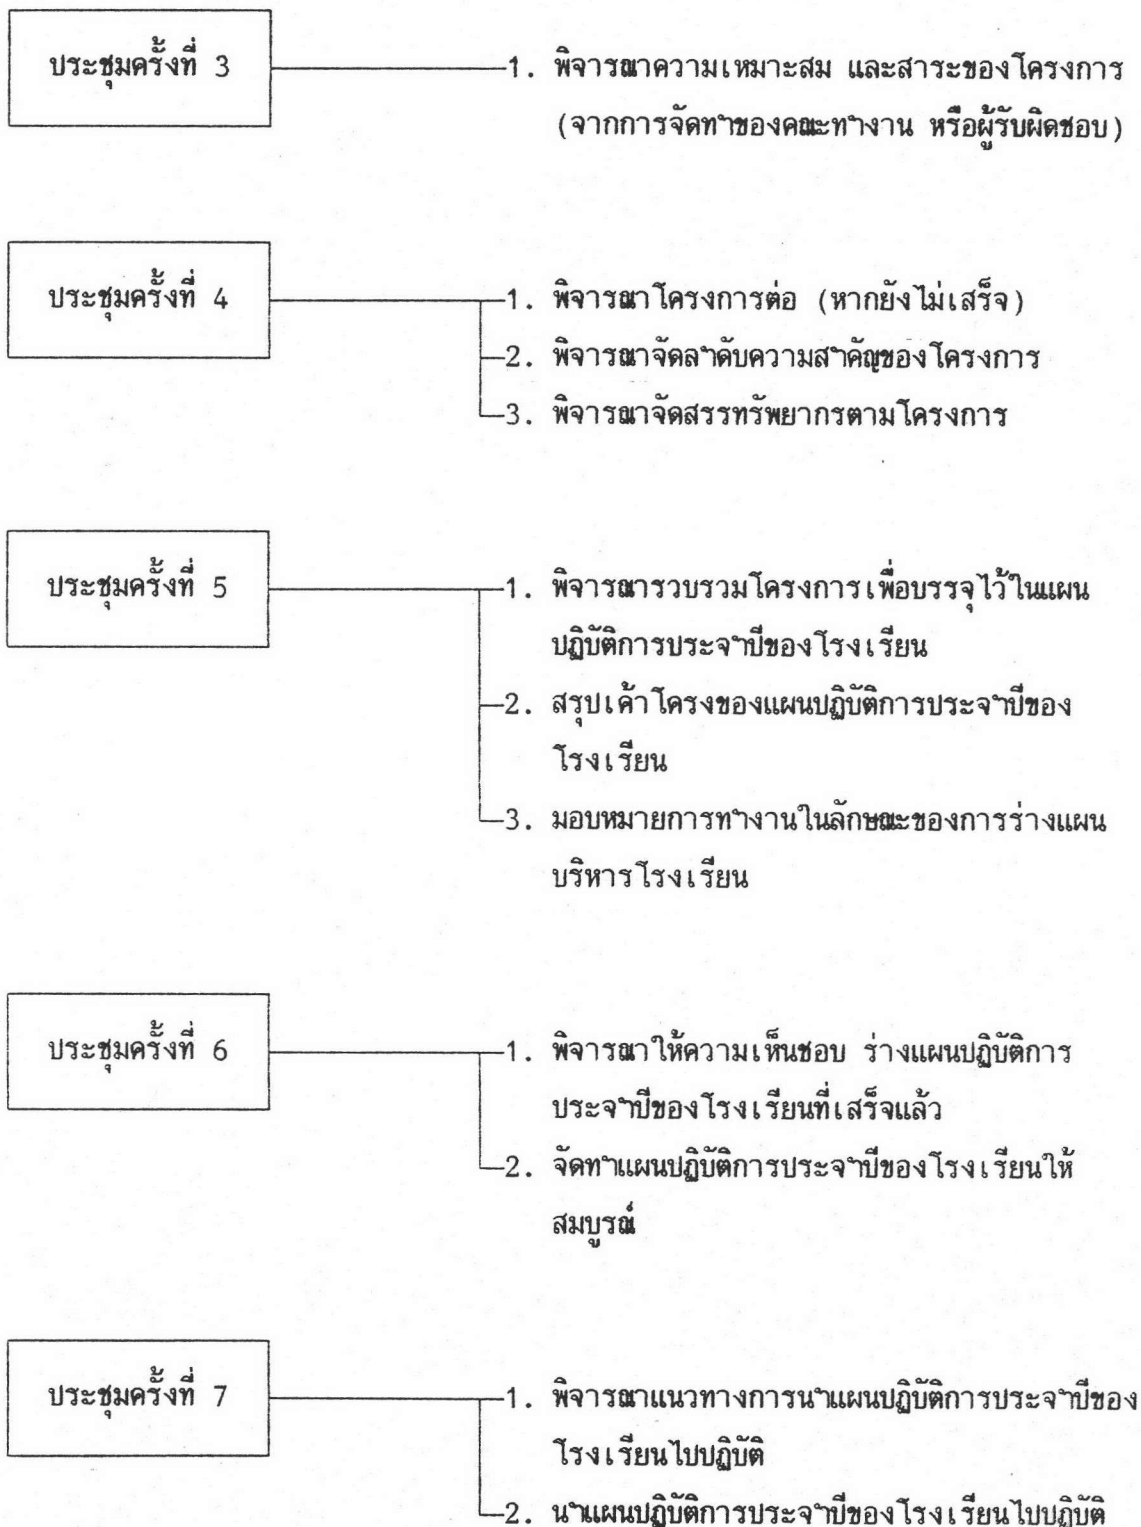 ประชุมครั้งที่ 3
1. พิจารณาความเหมาะสม และสาระของโครงการ
(จากการจัดทำของคณะทำงาน หรือผู้รับผิดชอบ)
ประชุมครั้งที่ 4
1. พิจารณาโครงการต่อ (หากยังไม่เสร็จ)
2. พิจารณาจัดลำดับความสำคัญของโครงการ
3. พิจารณาจัดสรรทรัพยากรตามโครงการ
ประชุมครั้งที่ 5
1. พิจารณารวบรวมโครงการเพื่อบรรจุไว้ในแผน
ปฏิบัติการประจำปีของโรงเรียน
2. สรุปเค้าโครงของแผนปฏิบัติการประจำปีของ
โรงเรียน
3. มอบหมายการทำงานในลักษณะของการร่างแผน
บริหารโรงเรียน
ประชุมครั้งที่ 6
1. พิจารณาให้ความเห็นชอบ ร่างแผนปฏิบัติการ
ประจำปีของโรงเรียนที่เสร็จแล้ว
2. จัดทำแผนปฏิบัติการประจำปีของโรงเรียนให้
สมบูรณ์
ประชุมครั้งที่ 7
1. พิจารณาแนวทางการนำแผนปฏิบัติการประจำปีของ
โรงเรียนไปปฏิบัติ
2. นำแผนปฏิบัติการประจำปีของโรงเรียนไปปฏิบัติ